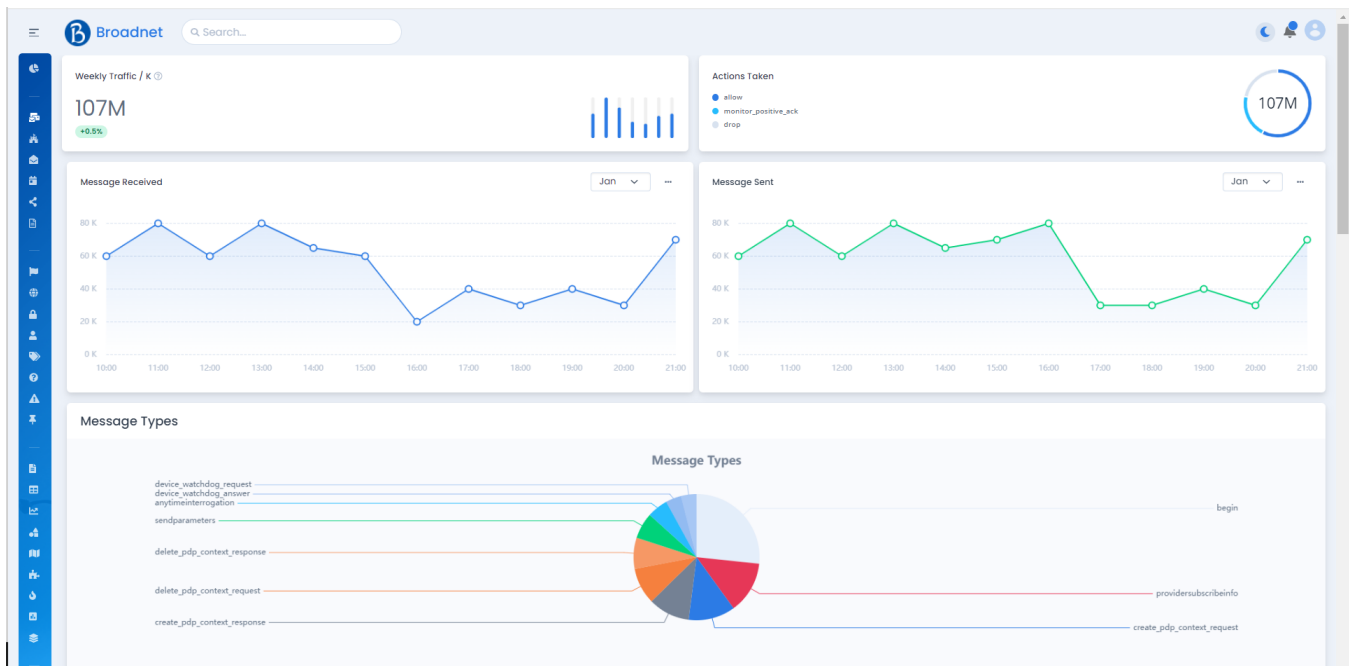 Broadnet
Search...
Weekly Traffic / K
107M
+0.5%
Actions Taken
allow
monitor_positive_ack
drop
107M
Message Received
Jan
80 K
60 K
40 K
20 K
0 K
10:00 11:00 12:00 13:00 14:00 15:00 16:00 17:00 18:00 19:00 20:00 21:00
Message Sent
Jan
80 K
60 K
40 K
20 K
0 K
10:00 11:00 12:00 13:00 14:00 15:00 16:00 17:00 18:00 19:00 20:00 21:00
Message Types
Message Types
device_watchdog_request
device_watchdog_answer
anytimeinterrogation
sendparameters
delete_pdp_context_response
delete_pdp_context_request
create_pdp_context_response
begin
providersubscribeinfo
create_pdp_context_request